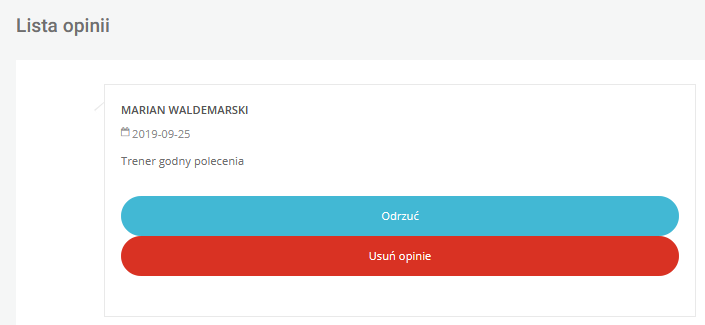 Lista opinii
MARIAN WALDEMARSKI
2019-09-25
Trener godny polecenia
Odrzuć
Usuń opinie